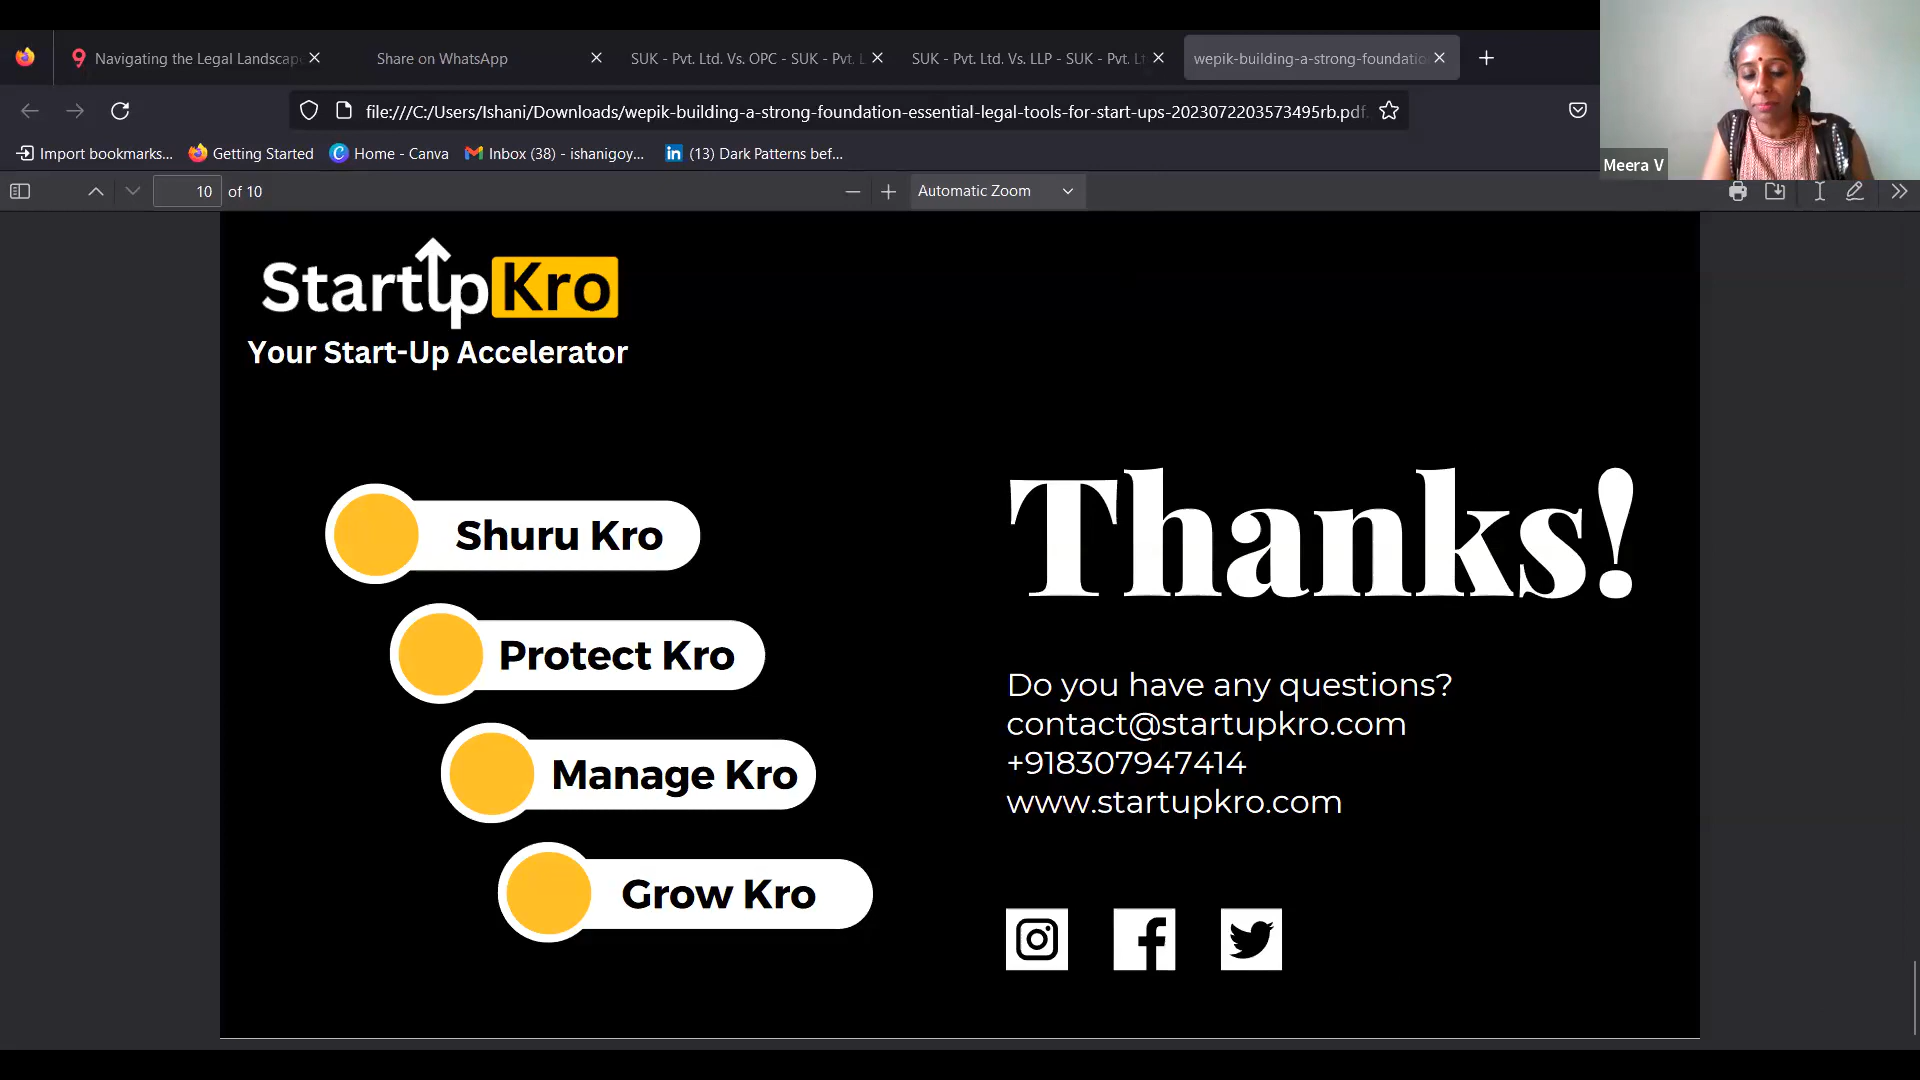 Navigating the Legal Landscap
Share on WhatsApp
SUK - Pvt. Ltd. Vs. OPC - SUK - Pvt. L
SUK - Pvt. Ltd. Vs. LLP - SUK - Pvt. Lt
wepik-building-a-strong-foundatio
file:///C:/Users/Ishani/Downloads/wepik-building-a-strong-foundation-essential-legal-tools-for-start-ups-2023072203573495rb.pdf
Import bookmarks...
Getting Started
Home - Canva
Inbox (38) - ishanigoy...
(13) Dark Patterns bef...
Meera V
10 of 10
Automatic Zoom
StartUpKro
Your Start-Up Accelerator
Shuru Kro
Protect Kro
Manage Kro
Grow Kro
Thanks!
Do you have any questions?
contact@startupkro.com
+918307947414
www.startupkro.com